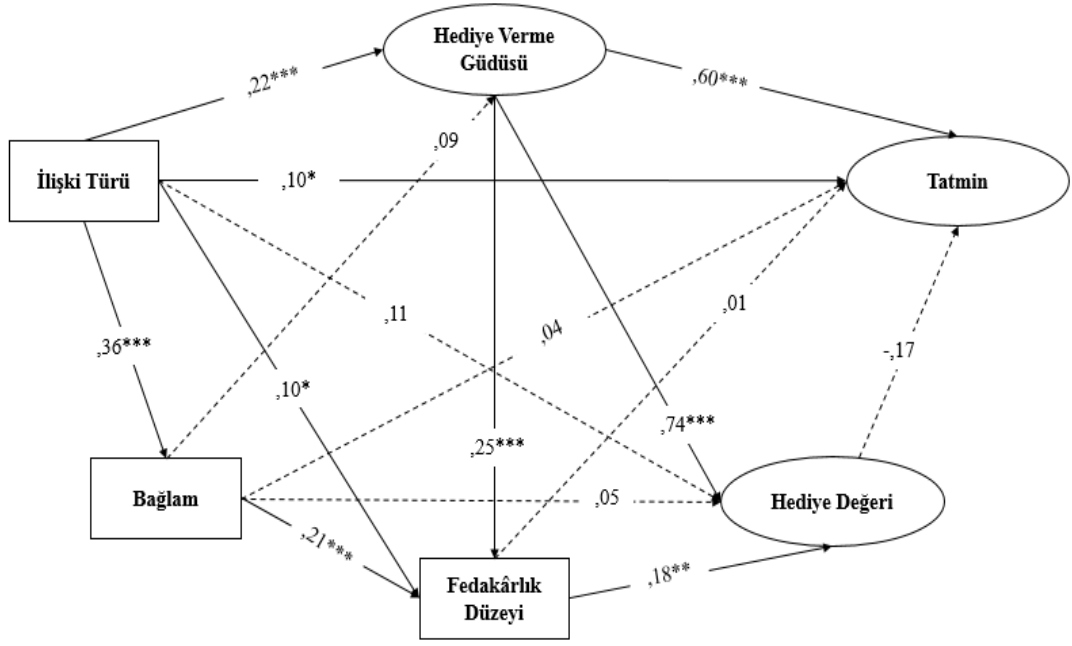 Hediye Verme
Güdüsü
,22***
,60***
,09
İlişki Türü
,10*
Tatmin
,11
,01
,04
,36***
-,17
,10*
,74***
,25***
Bağlam
,05
Hediye Değeri
,21***
,18**
Fedakârlık
Düzeyi